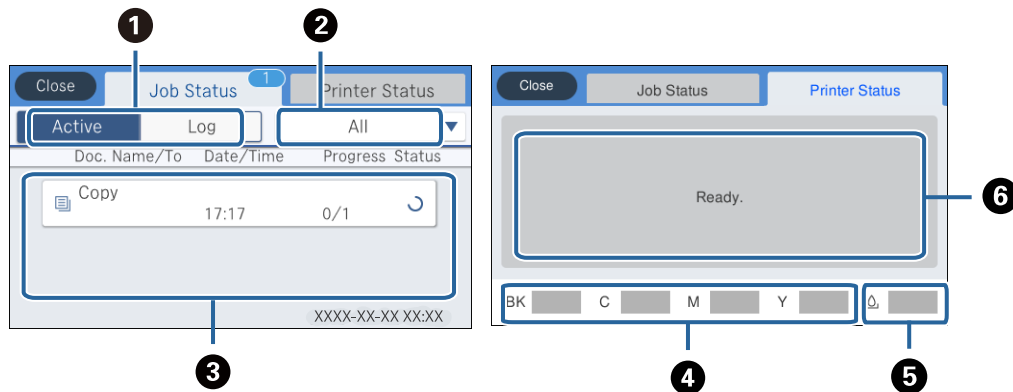 1 2
Close Job Status 1 Printer Status
Active Log All
Doc. Name/To Date/Time Progress Status
Copy
17:17 0/1
XXXX-XX-XX XX:XX
3
Close Job Status Printer Status
Ready.
6
BK C M Y
4 5